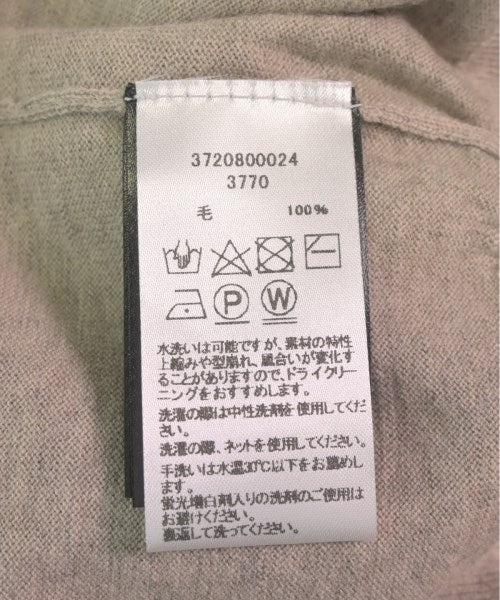 3720800024
3770
毛 100%
P W
水洗いは可能ですが、素材の特性
上縮みや型崩れ、風合いが変化す
ることがありますので、ドライクリー
ニングをおすすめします。
洗濯の際は中性洗剤を使用してくだ
さい。
洗濯の際、ネットを使用してください。
手洗いは水温30℃以下をお薦めし
ます。
蛍光増白剤入りの洗剤のご使用は
お避けください。
裏返して洗ってください。